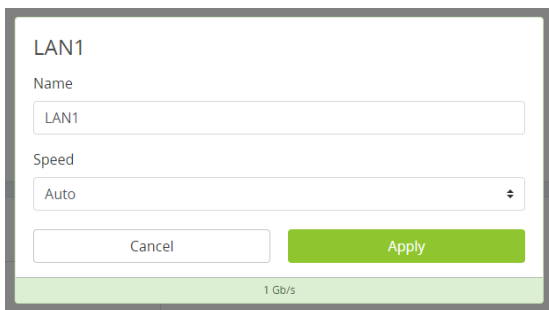 LAN1
Name
LAN1
Speed
Auto
Cancel Apply
1 Gb/s